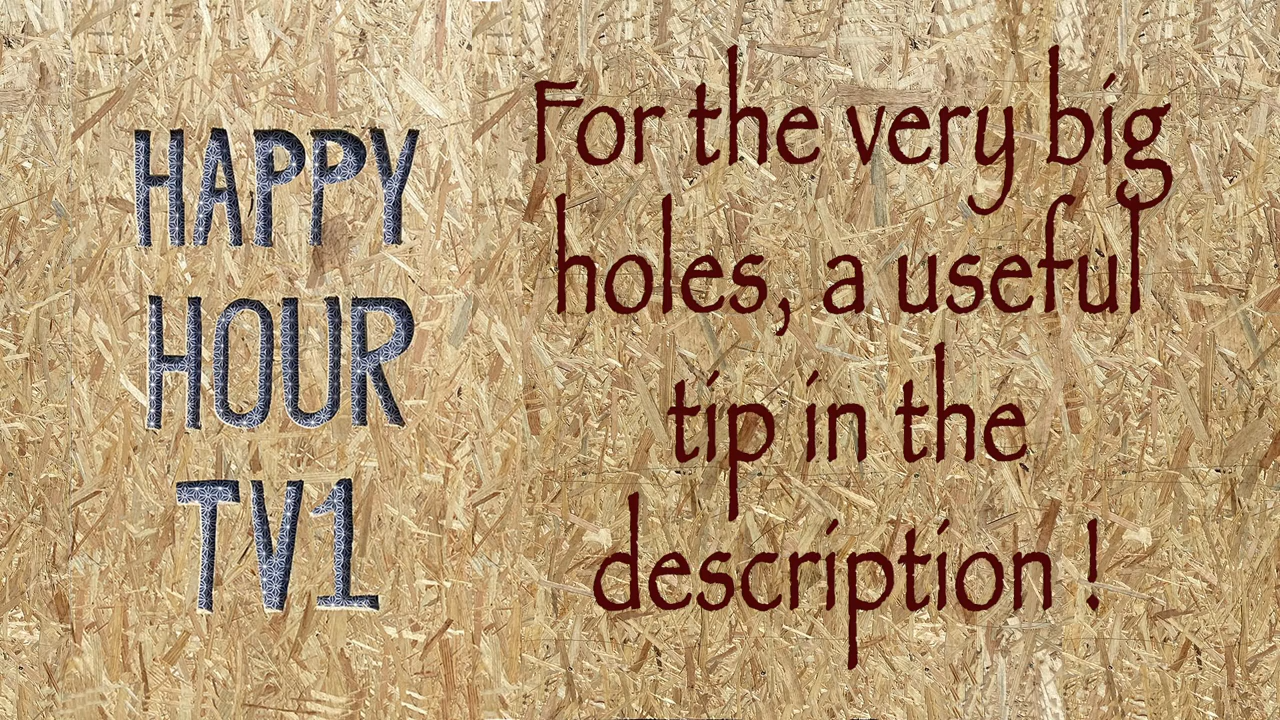 HAPPY
HOUR
TV1
For the very big
holes, a useful
tip in the
description !